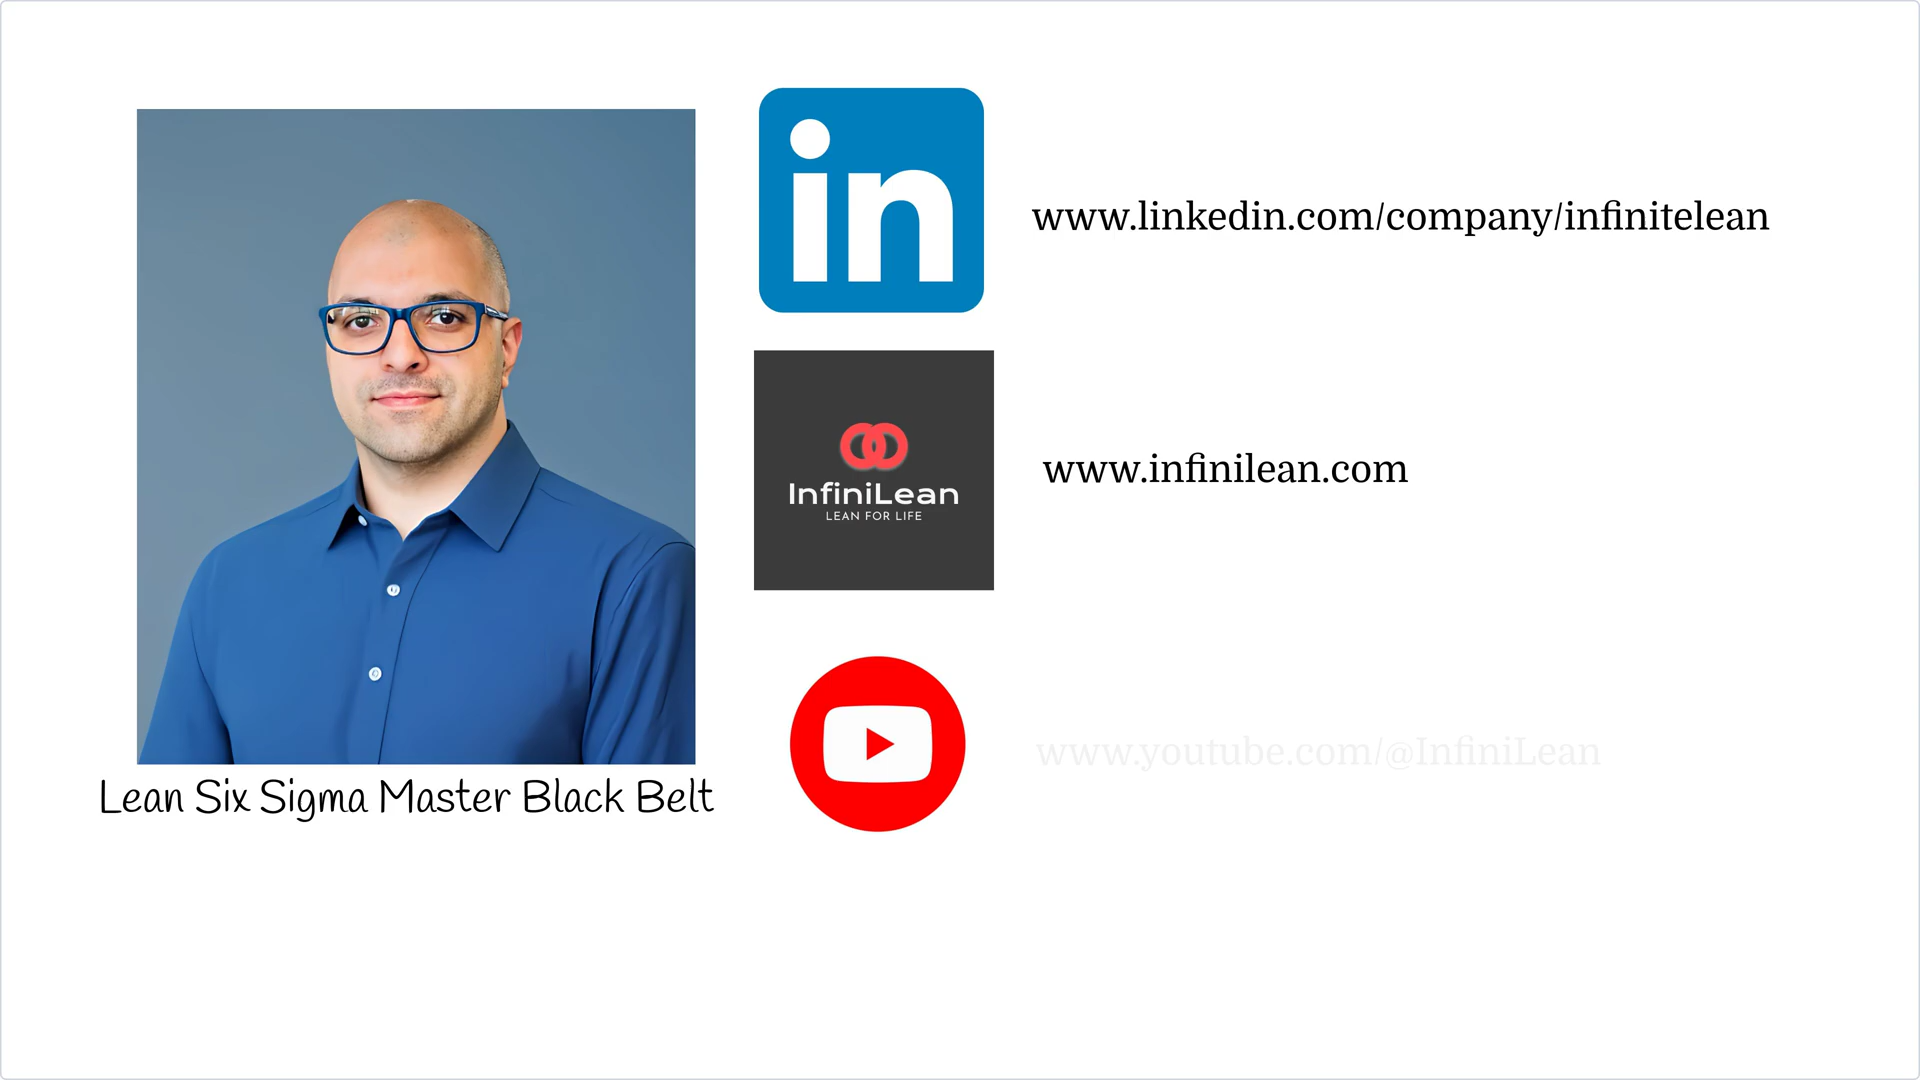 in
www.linkedin.com/company/infinitelean
InfiniLean
LEAN FOR LIFE
www.infinilean.com
www.youtube.com/@InfiniLean
Lean Six Sigma Master Black Belt